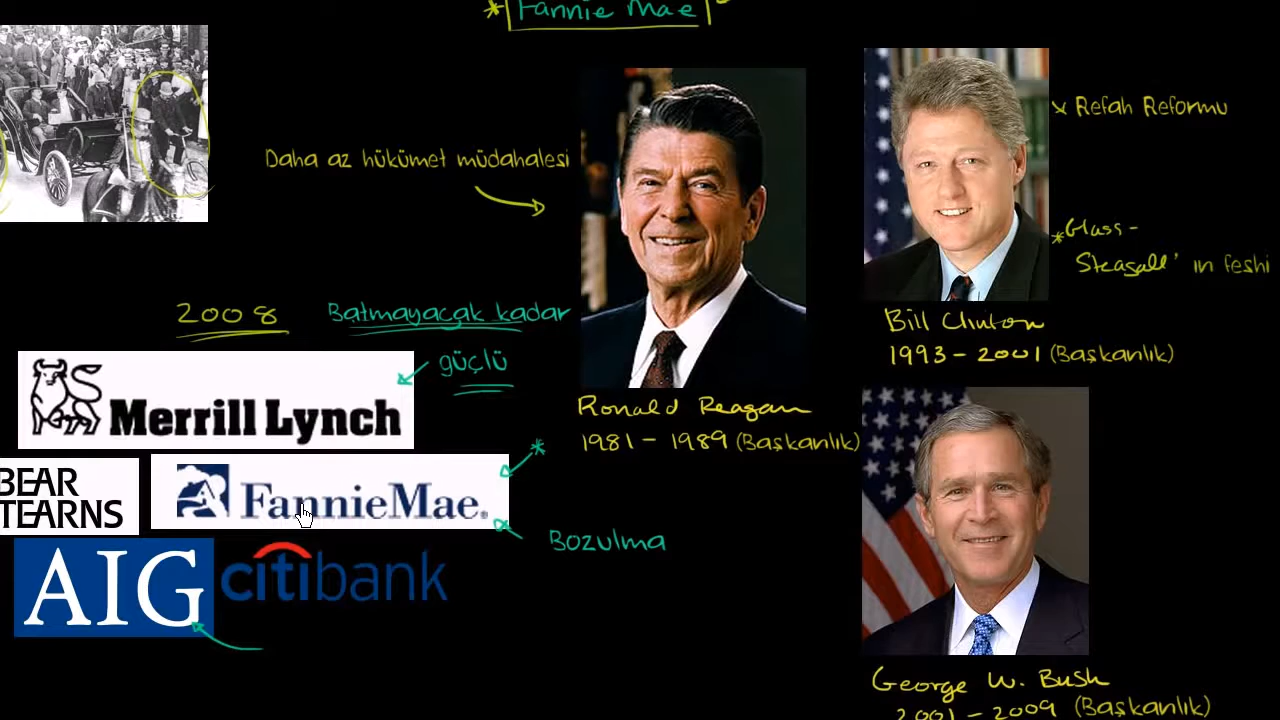 * Fannie Mae
Daha az hükümet müdahalesi
* Refah Reformu
* Glass -
Steagall' ın feshi
2008
Batmayacak kadar
güçlü
Merrill Lynch
Bill Clinton
1993 - 2001 (Başkanlık)
Ronald Reagan
1981 - 1989 (Başkanlık)
*
BEAR
TEARNS
FannieMae®
Bozulma
AIG
citibank
George W. Bush
2001 - 2009 (Başkanlık)